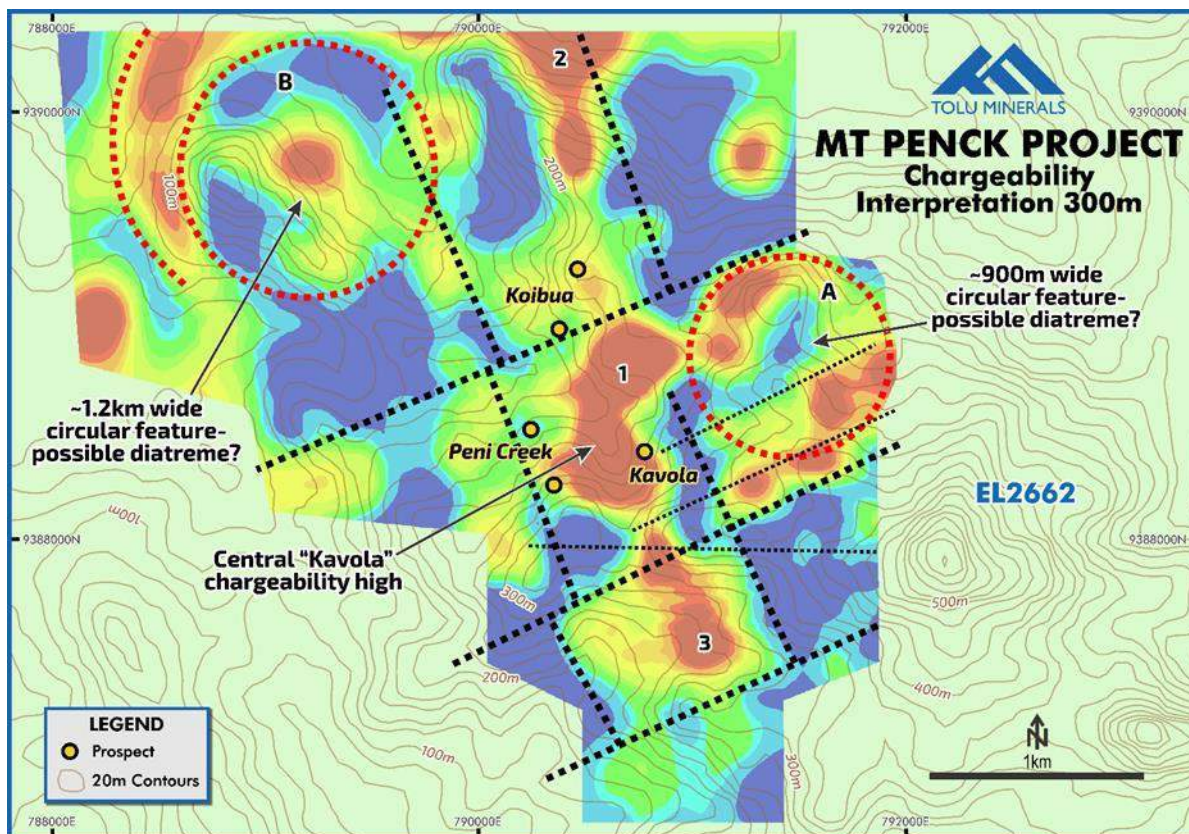 788000E
790000E
792000E
B
2
9390000N
9390000N
TOLU MINERALS
MT PENCK PROJECT
Chargeability
Interpretation 300m
200m
100m
Koibua
A
~900m wide
circular feature-
possible diatreme?
1
~1.2km wide
circular feature-
possible diatreme?
Peni Creek
Kavola
EL2662
100m
9388000N
9388000N
Central "Kavola"
chargeability high
300m
500m
3
200m
400m
LEGEND
Prospect
20m Contours
100m
300m
N
1km
788000E
790000E
792000E